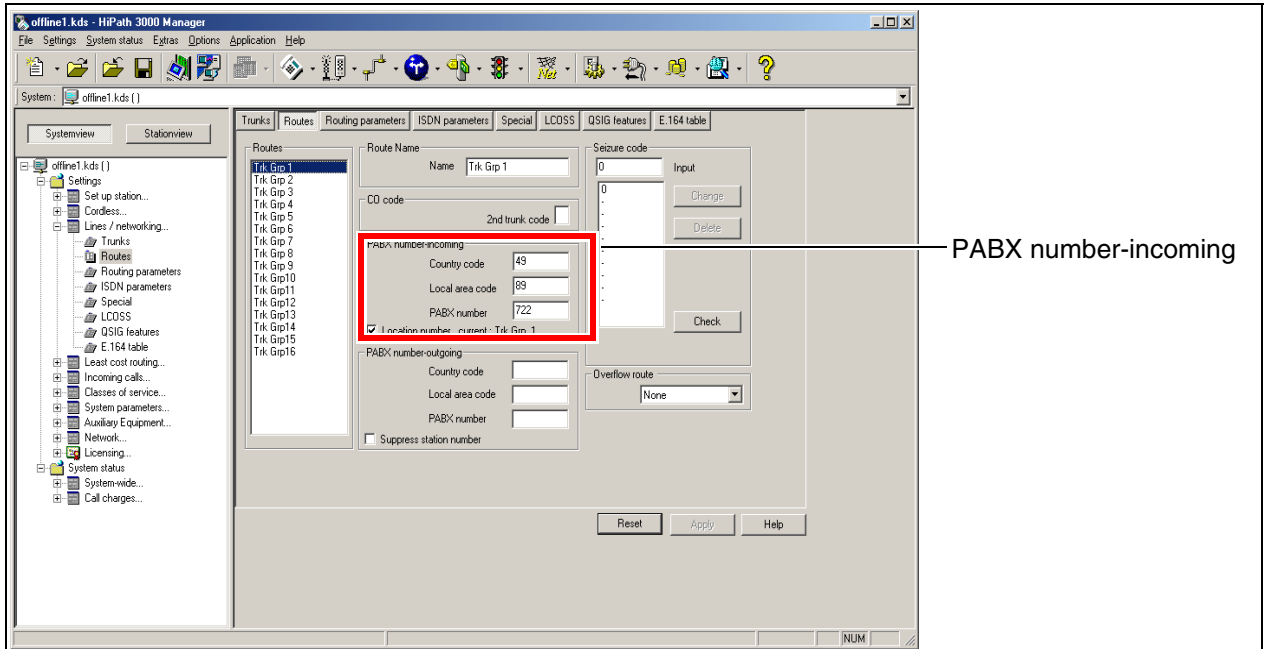 offline1.kds - HiPath 3000 Manager
File Settings System status Extras Options Application Help
Net
System : offline1.kds ( )
Systemview Stationview
offline1.kds ( )
Settings
Set up station...
Cordless...
Lines / networking...
Trunks
Routes
Routing parameters
ISDN parameters
Special
LCOSS
QSIG features
E.164 table
Least cost routing...
Incoming calls...
Classes of service...
System parameters...
Auxiliary Equipment...
Network...
Licensing...
System status
System-wide...
Call charges...
Trunks Routes Routing parameters ISDN parameters Special LCOSS QSIG features E.164 table
Routes
Trk Grp 1
Trk Grp 2
Trk Grp 3
Trk Grp 4
Trk Grp 5
Trk Grp 6
Trk Grp 7
Trk Grp 8
Trk Grp 9
Trk Grp10
Trk Grp11
Trk Grp12
Trk Grp13
Trk Grp14
Trk Grp15
Trk Grp16
Route Name
Name Trk Grp 1
CO code
2nd trunk code
PABX number-incoming
Country code 49
Local area code 89
PABX number 722
Location number current : Trk Grp 1
PABX number-outgoing
Country code
Local area code
PABX number
Suppress station number
Seizure code
0 Input
0
-
-
-
-
-
-
-
-
-
Change
Delete
Check
Overflow route
None
Reset Apply Help
NUM
PABX number-incoming